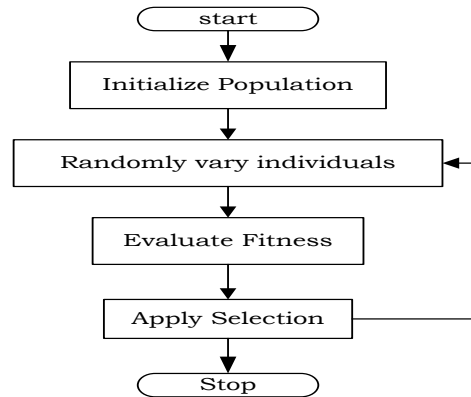 start
Initialize Population
Randomly vary individuals
Evaluate Fitness
Apply Selection
Stop